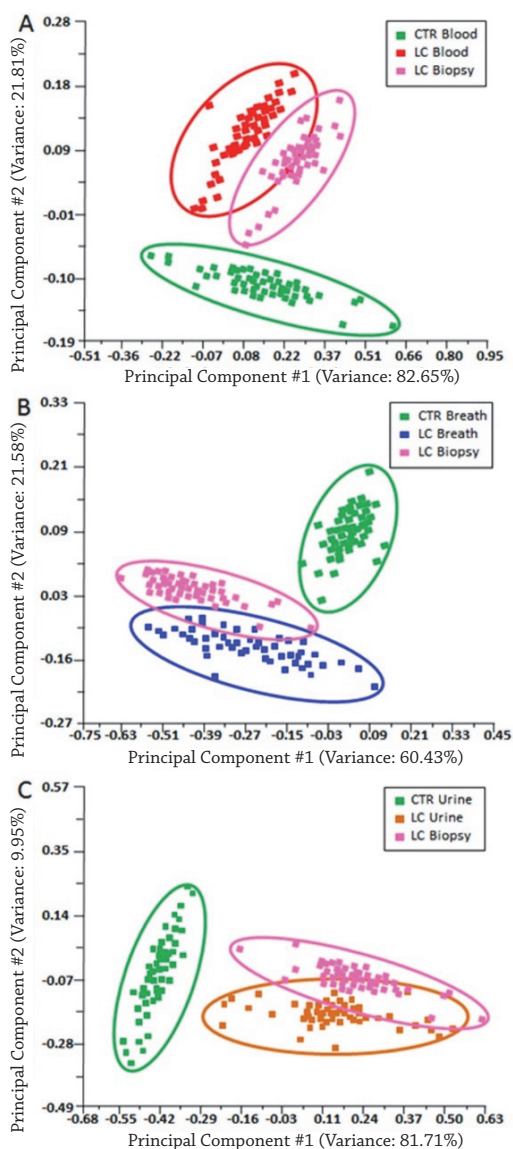 A
Principal Component #2 (Variance: 21.81%)
0.28
0.18
0.09
-0.01
-0.10
-0.19
CTR Blood
LC Blood
LC Biopsy
-0.51 -0.36 -0.22 -0.07 0.08 0.22 0.37 0.51 0.66 0.80 0.95
Principal Component #1 (Variance: 82.65%)
B
Principal Component #2 (Variance: 21.58%)
0.33
0.21
0.09
0.03
-0.16
-0.27
CTR Breath
LC Breath
LC Biopsy
-0.75 -0.63 -0.51 -0.39 -0.27 -0.15 0.03 0.09 0.21 0.33 0.45
Principal Component #1 (Variance: 60.43%)
C
Principal Component #2 (Variance: 9.95%)
0.57
0.35
0.14
-0.07
-0.28
-0.49
CTR Urine
LC Urine
LC Biopsy
-0.68 -0.55 -0.42 -0.29 -0.16 -0.03 0.11 0.24 0.37 0.50 0.63
Principal Component #1 (Variance: 81.71%)